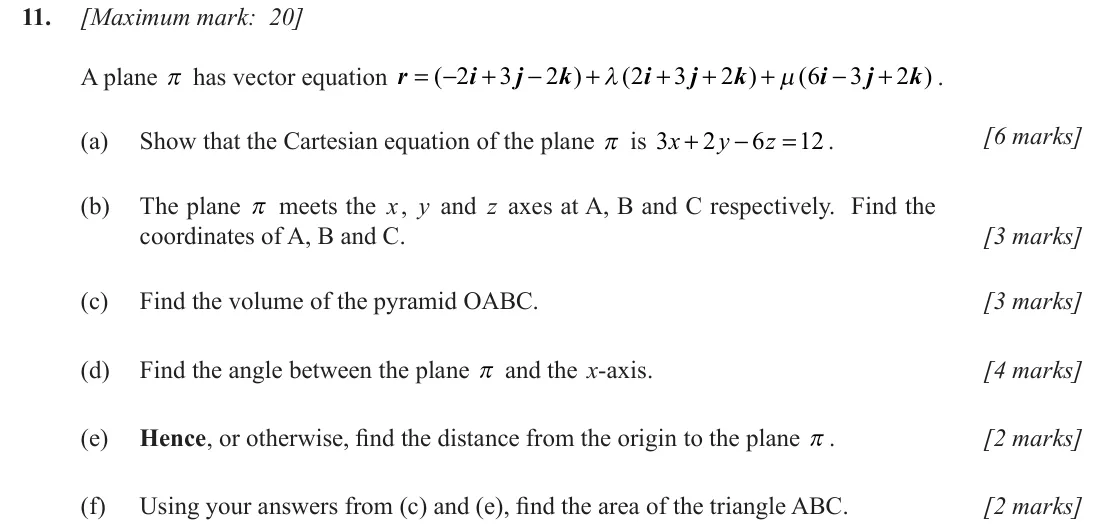 11. [Maximum mark: 20]
A plane π has vector equation r = (−2i + 3j − 2k) + λ(2i + 3j + 2k) + μ(6i − 3j + 2k).
(a) Show that the Cartesian equation of the plane π is 3x + 2y − 6z = 12. [6 marks]
(b) The plane π meets the x, y and z axes at A, B and C respectively. Find the
coordinates of A, B and C. [3 marks]
(c) Find the volume of the pyramid OABC. [3 marks]
(d) Find the angle between the plane π and the x-axis. [4 marks]
(e) Hence, or otherwise, find the distance from the origin to the plane π. [2 marks]
(f) Using your answers from (c) and (e), find the area of the triangle ABC. [2 marks]